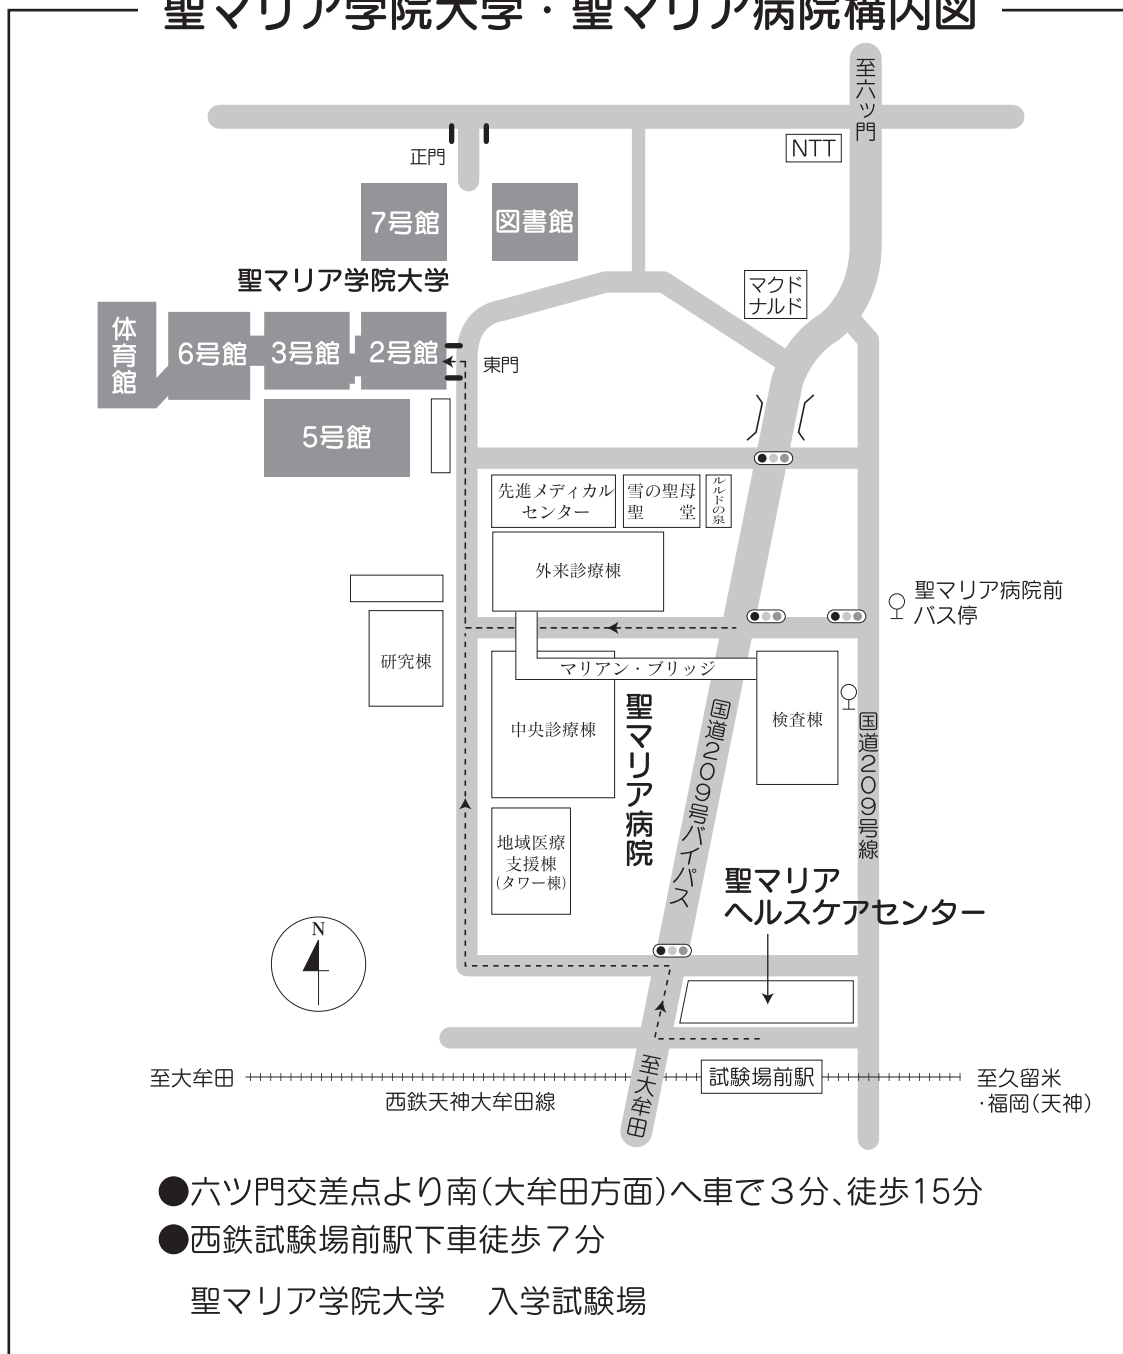 聖マリア学院大学・聖マリア病院構内図
至六ッ門
正門
NTT
7号館
図書館
聖マリア学院大学
マクド
ナルド
体育館
6号館
3号館
2号館
東門
5号館
先進メディカル
センター
雪の聖母
聖　堂
ルルドの泉
外来診療棟
聖マリア病院前
バス停
研究棟
マリアン・ブリッジ
中央診療棟
聖マリア病院
国道209号バイパス
検査棟
国道209号線
地域医療
支援棟
(タワー棟)
聖マリア
ヘルスケアセンター
N
至大牟田
西鉄天神大牟田線
至大牟田
試験場前駅
至久留米
・福岡(天神)
●六ツ門交差点より南(大牟田方面)へ車で3分、徒歩15分
●西鉄試験場前駅下車徒歩7分
聖マリア学院大学　入学試験場